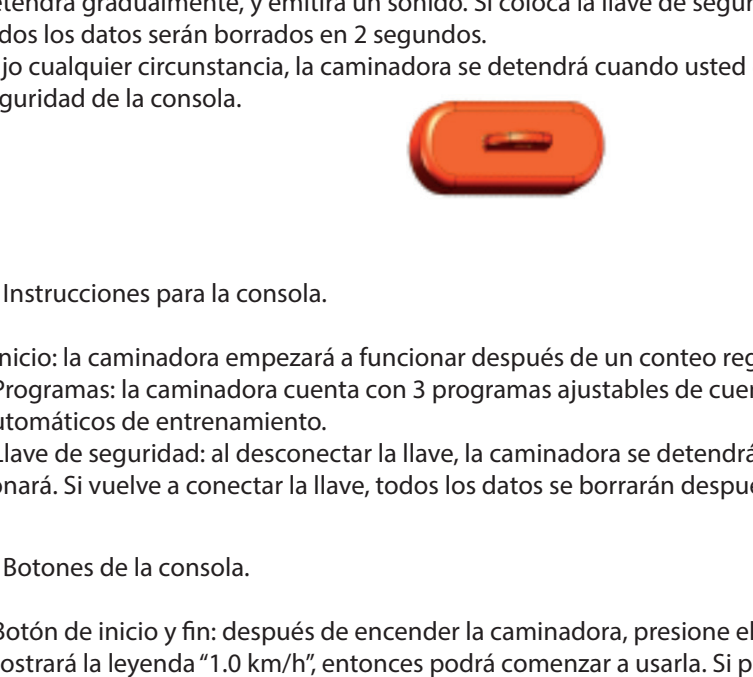 etendrá gradualmente, y emitirá un sonido. Si coloca la llave de segu
dos los datos serán borrados en 2 segundos.
jo cualquier circunstancia, la caminadora se detendrá cuando usted
guridad de la consola.
Instrucciones para la consola.
nicio: la caminadora empezará a funcionar después de un conteo reg
Programas: la caminadora cuenta con 3 programas ajustables de cuer
utomáticos de entrenamiento.
Llave de seguridad: al desconectar la llave, la caminadora se detendrá
onará. Si vuelve a conectar la llave, todos los datos se borrarán despu
Botones de la consola.
Botón de inicio y fin: después de encender la caminadora, presione el
ostrará la leyenda “1.0 km/h”, entonces podrá comenzar a usarla. Si p